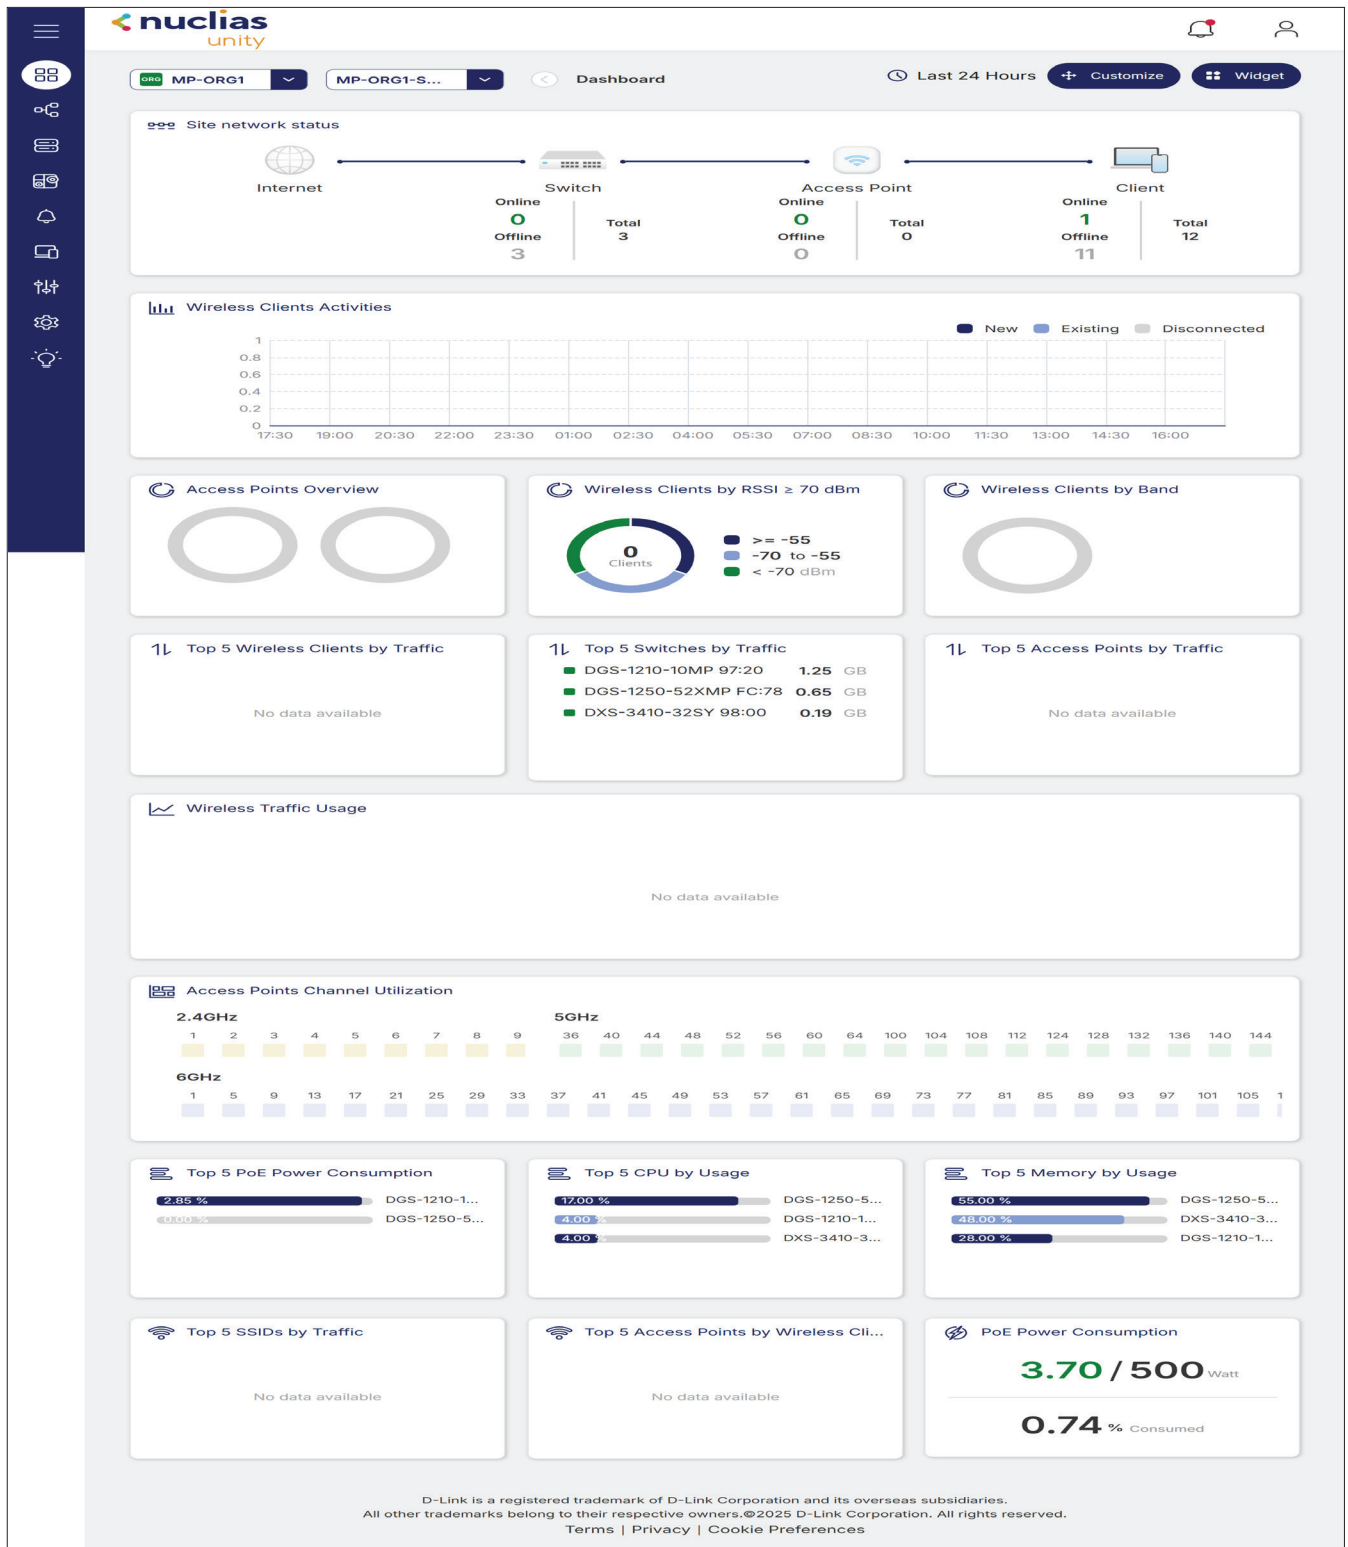 nuclias
unity
ORG MP-ORG1
MP-ORG1-S...
Dashboard
Last 24 Hours
Customize
Widget
Site network status
Internet
Switch
Access Point
Client
Online
0
Offline
3
Total
3
Online
0
Offline
0
Total
0
Online
1
Offline
11
Total
12
Wireless Clients Activities
New Existing Disconnected
1
0.8
0.6
0.4
0.2
0
17:30 19:00 20:30 22:00 23:30 01:00 02:30 04:00 05:30 07:00 08:30 10:00 11:30 13:00 14:30 16:00
Access Points Overview
Wireless Clients by RSSI ≥ 70 dBm
0
Clients
>= -55
-70 to -55
< -70 dBm
Wireless Clients by Band
Top 5 Wireless Clients by Traffic
No data available
Top 5 Switches by Traffic
DGS-1210-10MP 97:20 1.25 GB
DGS-1250-52XMP FC:78 0.65 GB
DXS-3410-32SY 98:00 0.19 GB
Top 5 Access Points by Traffic
No data available
Wireless Traffic Usage
No data available
Access Points Channel Utilization
2.4GHz
1 2 3 4 5 6 7 8 9
5GHz
36 40 44 48 52 56 60 64 100 104 108 112 124 128 132 136 140 144
6GHz
1 5 9 13 17 21 25 29 33 37 41 45 49 53 57 61 65 69 73 77 81 85 89 93 97 101 105 1
Top 5 PoE Power Consumption
2.85 % DGS-1210-1...
0.00 % DGS-1250-5...
Top 5 CPU by Usage
17.00 % DGS-1250-5...
4.00 % DGS-1210-1...
4.00 % DXS-3410-3...
Top 5 Memory by Usage
55.00 % DGS-1250-5...
48.00 % DXS-3410-3...
28.00 % DGS-1210-1...
Top 5 SSIDs by Traffic
No data available
Top 5 Access Points by Wireless Cli...
No data available
PoE Power Consumption
3.70 / 500 Watt
0.74 % Consumed
D-Link is a registered trademark of D-Link Corporation and its overseas subsidiaries.
All other trademarks belong to their respective owners.©2025 D-Link Corporation. All rights reserved.
Terms | Privacy | Cookie Preferences